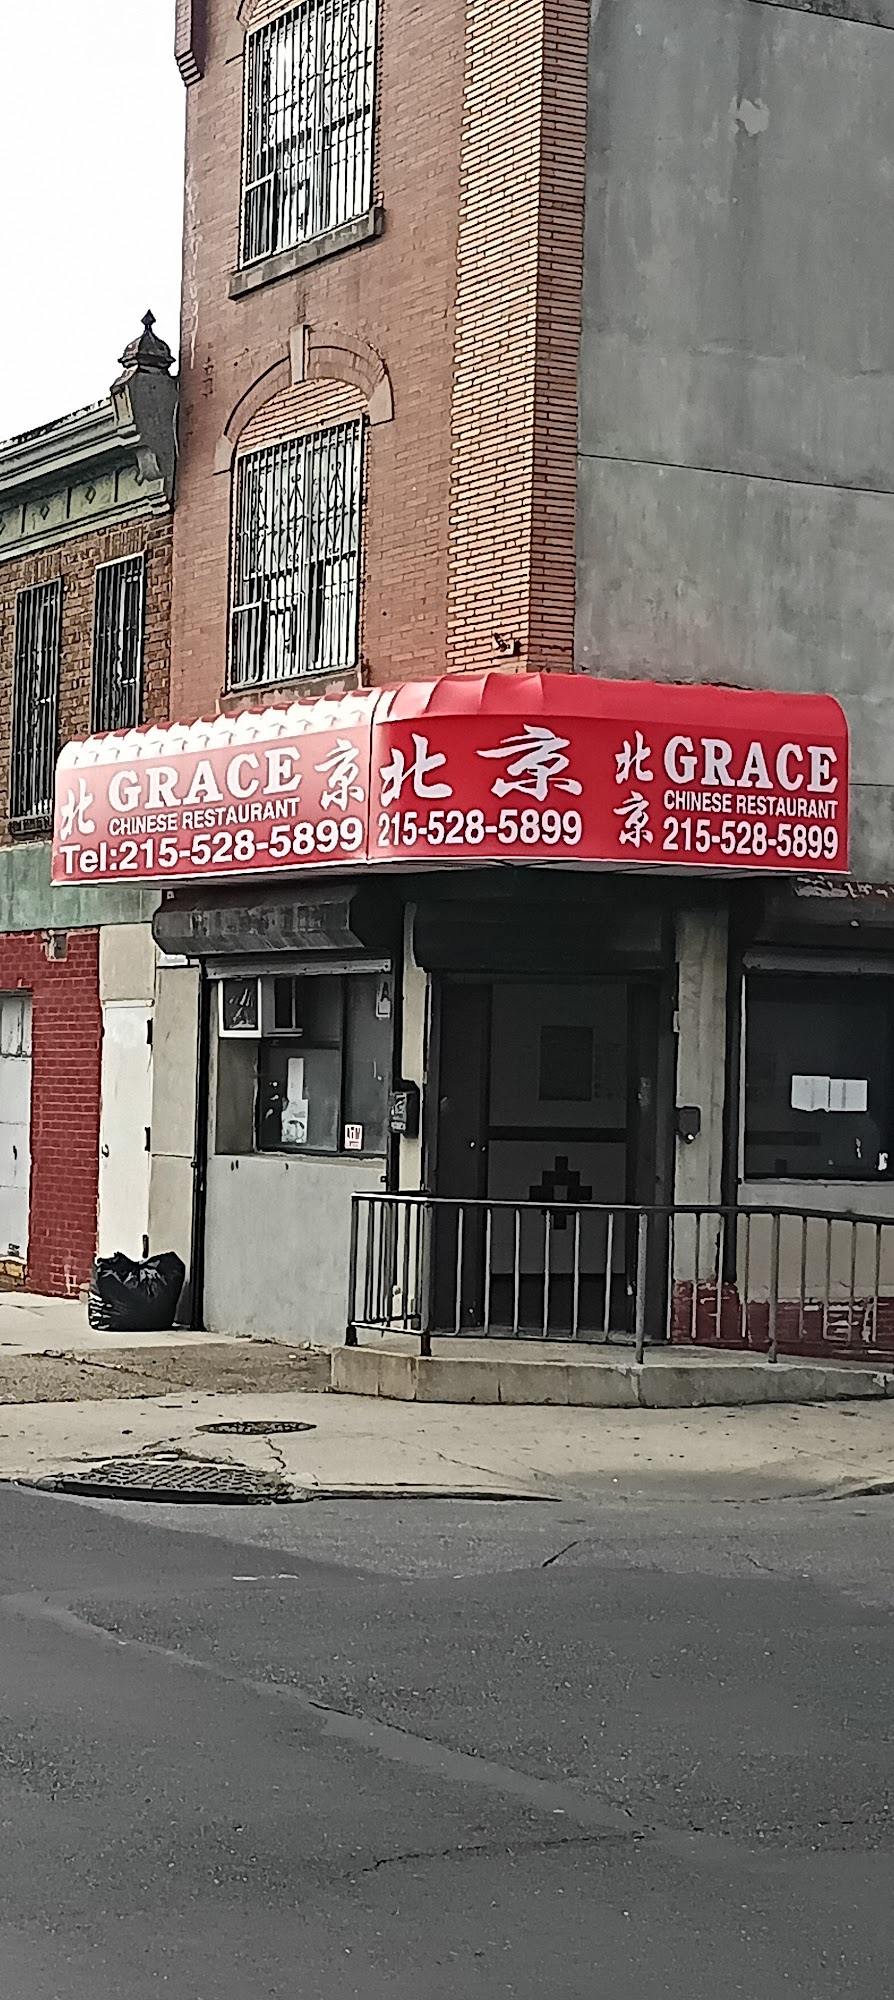 北 GRACE 京
CHINESE RESTAURANT
Tel:215-528-5899
北 京
215-528-5899
北京
GRACE
CHINESE RESTAURANT
215-528-5899
A
ATM